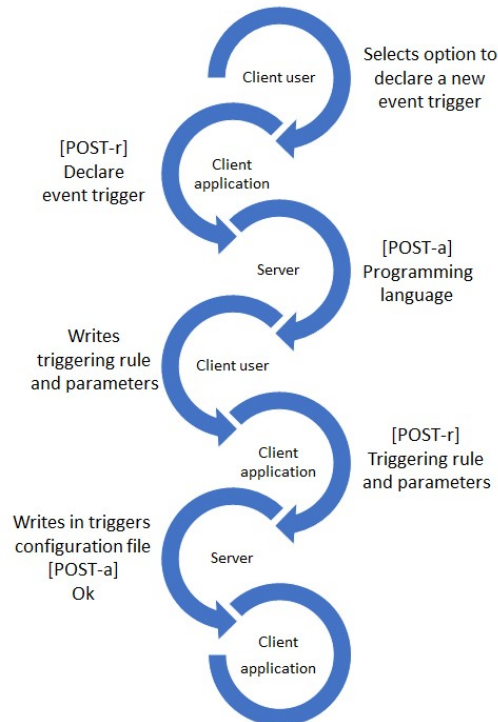 Client user
Selects option to
declare a new
event trigger
[POST-r]
Declare
event trigger
Client
application
Server
[POST-a]
Programming
language
Writes
triggering rule
and parameters
Client user
Client
application
[POST-r]
Triggering rule
and parameters
Writes in triggers
configuration file
[POST-a]
Ok
Server
Client
application